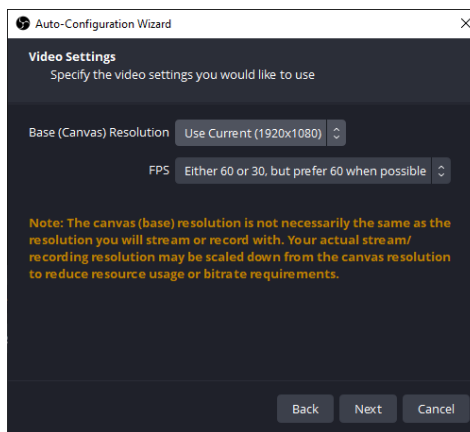 Auto-Configuration Wizard
Video Settings
Specify the video settings you would like to use
Base (Canvas) Resolution Use Current (1920x1080)
FPS Either 60 or 30, but prefer 60 when possible
Note: The canvas (base) resolution is not necessarily the same as the
resolution you will stream or record with. Your actual stream/
recording resolution may be scaled down from the canvas resolution
to reduce resource usage or bitrate requirements.
Back Next Cancel